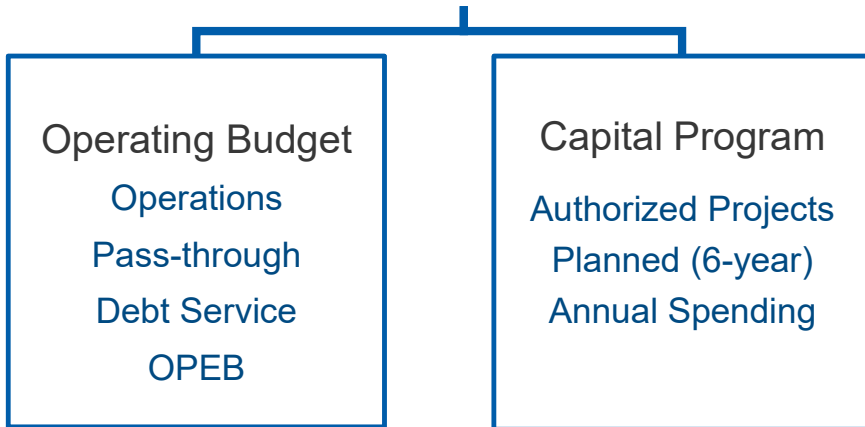 Operating Budget
Operations
Pass-through
Debt Service
OPEB
Capital Program
Authorized Projects
Planned (6-year)
Annual Spending